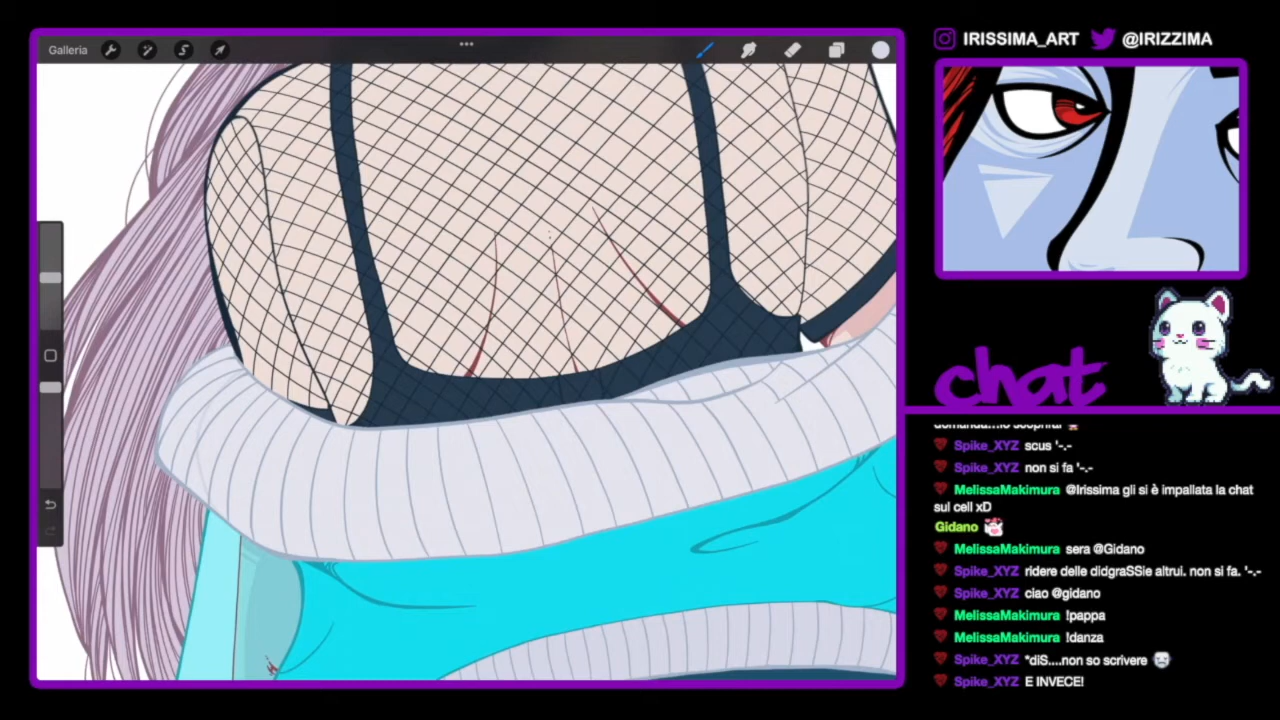 Galleria
IRISSIMA_ART @IRIZZIMA
chat
Spike_XYZ scus '-.-
Spike_XYZ non si fa '-.-
MelissaMakimura @Irissima gli si è impallata la chat
sul cell xD
Gidano
MelissaMakimura sera @Gidano
Spike_XYZ ridere delle didgraSSie altrui. non si fa. '-.-
Spike_XYZ ciao @gidano
MelissaMakimura !pappa
MelissaMakimura !danza
Spike_XYZ *diS....non so scrivere
Spike_XYZ E INVECE!